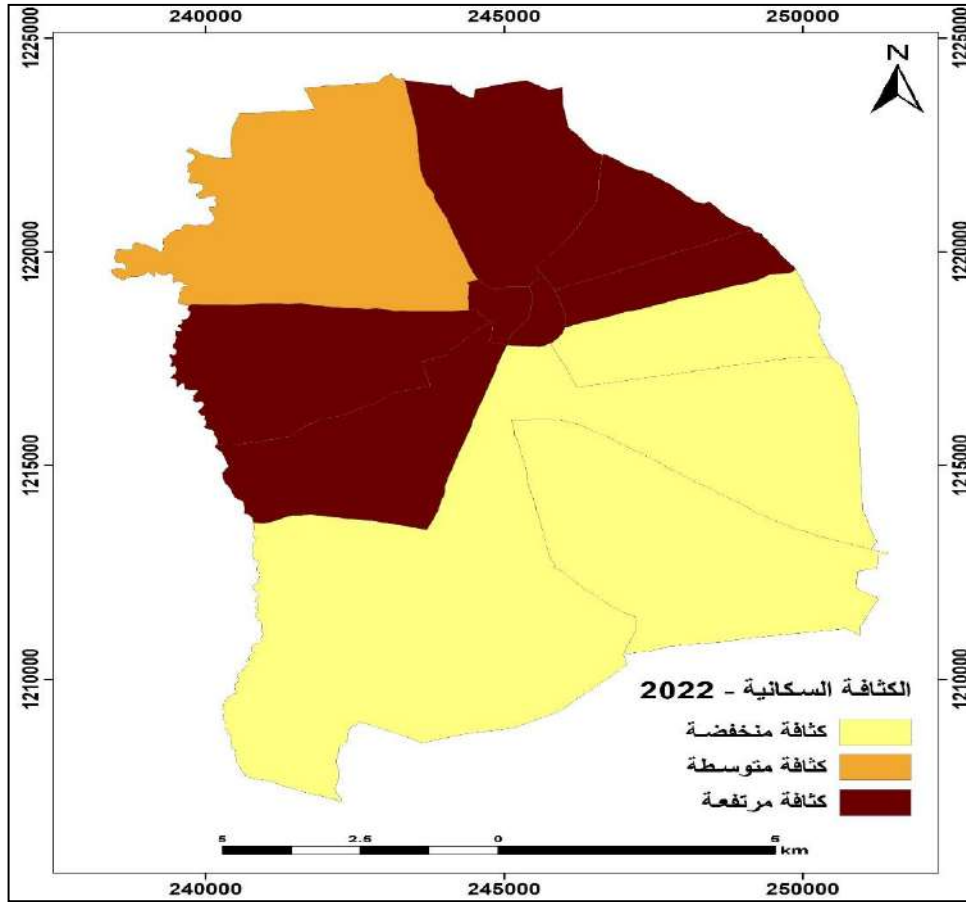 240000 245000 250000
1225000 1225000
N
1220000 1220000
1215000 1215000
1210000 1210000
الكثافة السكانية - 2022
كثافة منخفضة
كثافة متوسطة
كثافة مرتفعة
5 2.5 0 5
km
240000 245000 250000